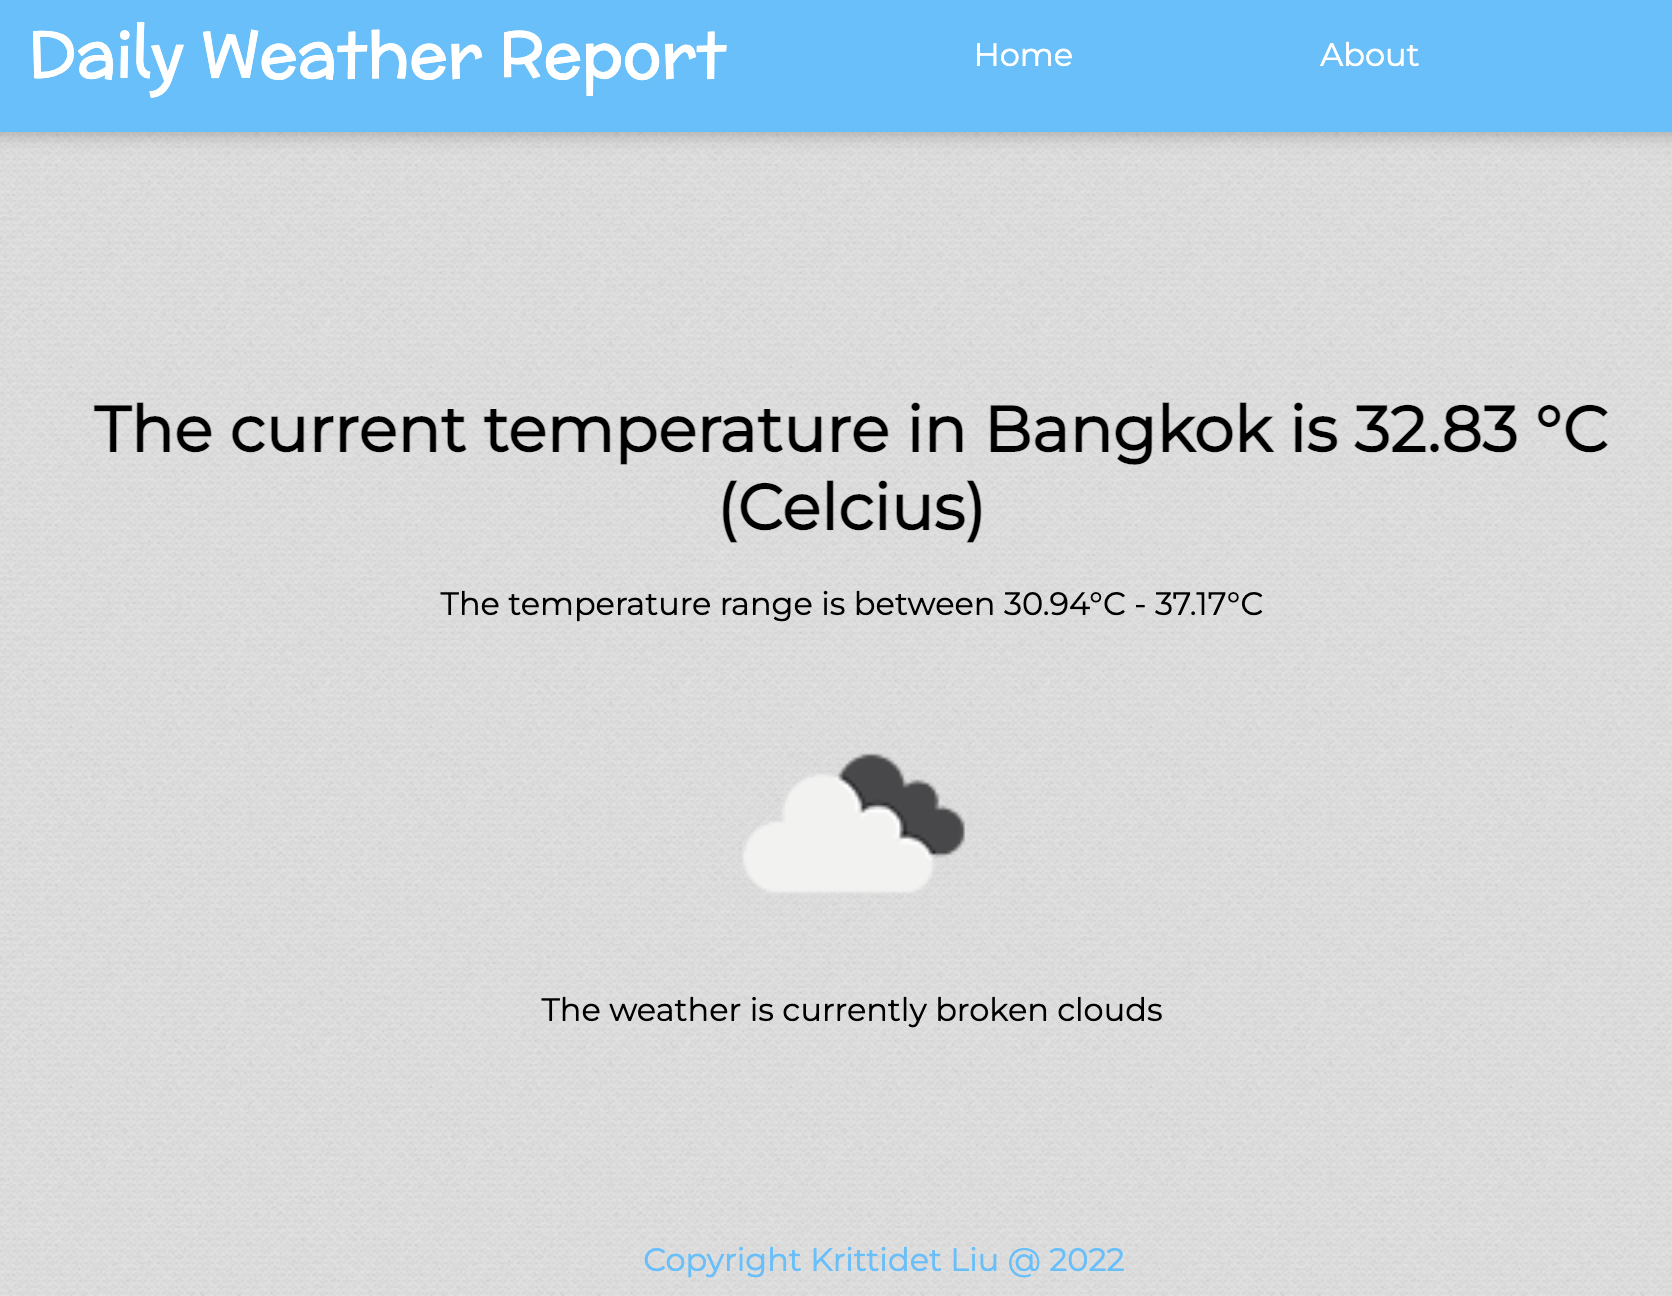 Daily Weather Report
Home
About
The current temperature in Bangkok is 32.83 °C
(Celcius)
The temperature range is between 30.94°C - 37.17°C
The weather is currently broken clouds
Copyright Krittidet Liu @ 2022